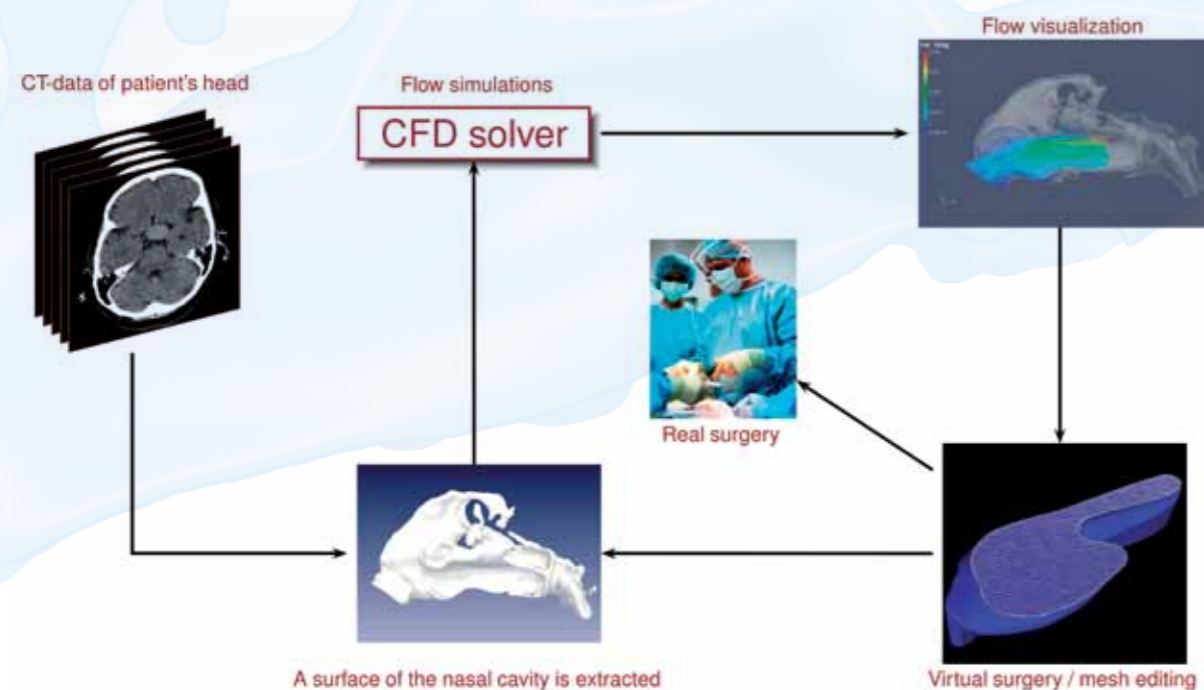 Flow visualization
CT-data of patient's head
Flow simulations
CFD solver
Real surgery
A surface of the nasal cavity is extracted
Virtual surgery / mesh editing